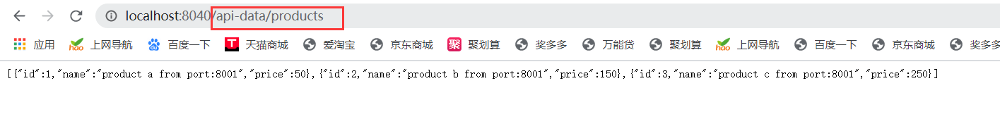 localhost:8040/api-data/products
应用 hao 上网导航 百度一下 T 天猫商城 爱淘宝 京东商城 聚 聚划算 奖多多 万能贷 聚划算 hao 上网导航 百度一下 京东商城 奖多多
[{"id":1,"name":"product a from port:8001","price":50},{"id":2,"name":"product b from port:8001","price":150},{"id":3,"name":"product c from port:8001","price":250}]